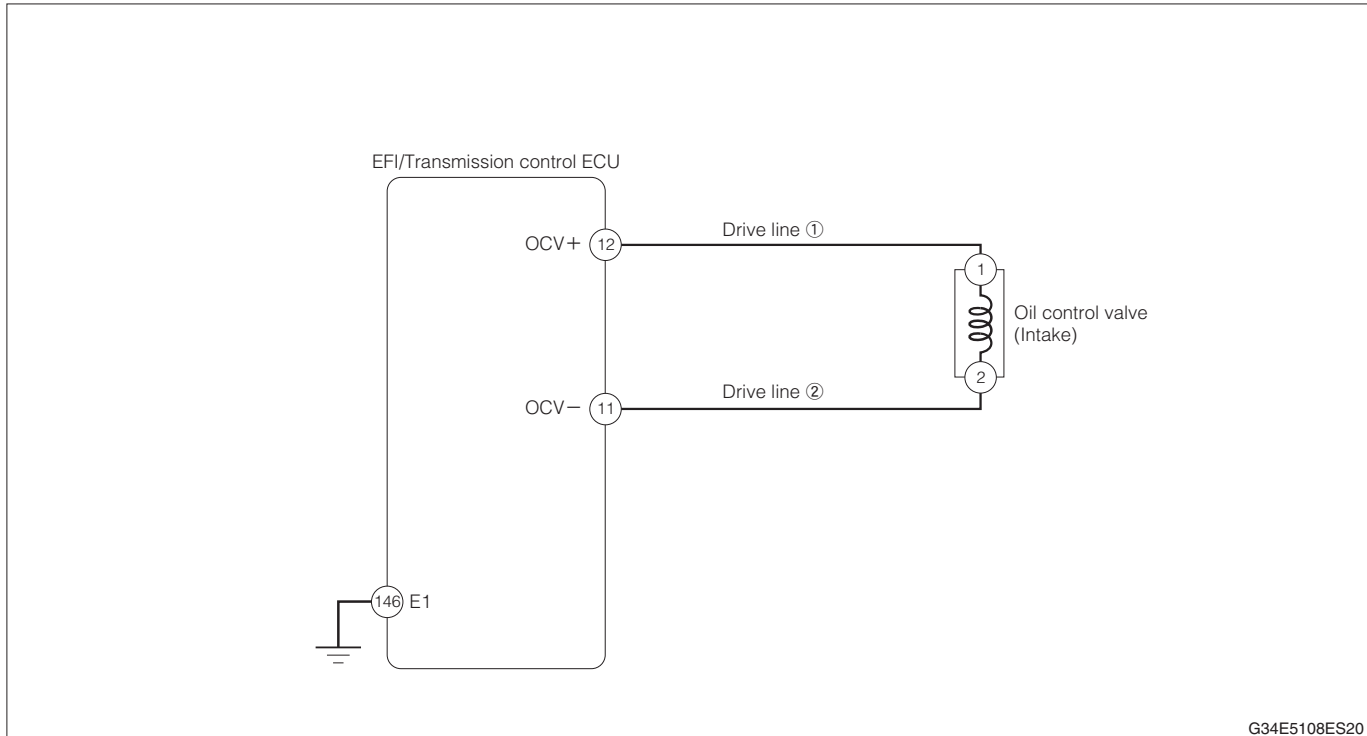 EFI/Transmission control ECU
OCV+ 12 Drive line ①
1
Oil control valve
(Intake)
2
OCV− 11 Drive line ②
146 E1
G34E5108ES20